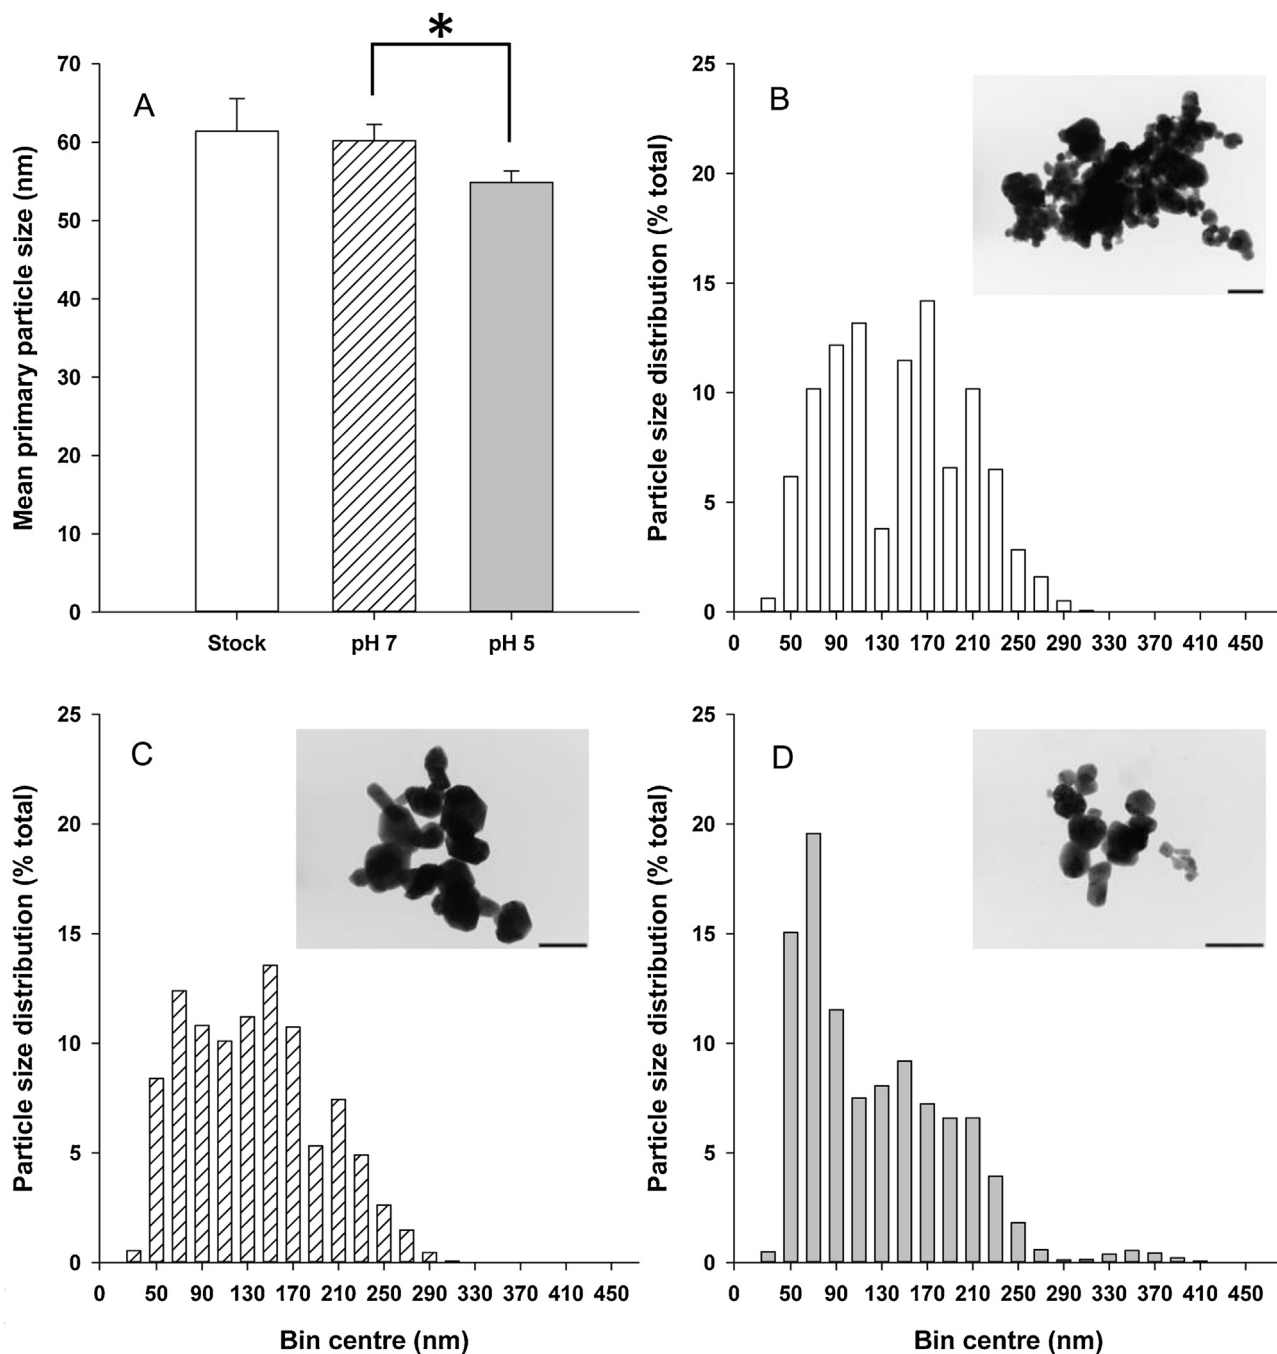 *
A
Mean primary particle size (nm)
70
60
50
40
30
20
10
0
Stock pH 7 pH 5
B
Particle size distribution (% total)
25
20
15
10
5
0
0 50 90 130 170 210 250 290 330 370 410 450
C
Particle size distribution (% total)
25
20
15
10
5
0
0 50 90 130 170 210 250 290 330 370 410 450
Bin centre (nm)
D
Particle size distribution (% total)
25
20
15
10
5
0
0 50 90 130 170 210 250 290 330 370 410 450
Bin centre (nm)